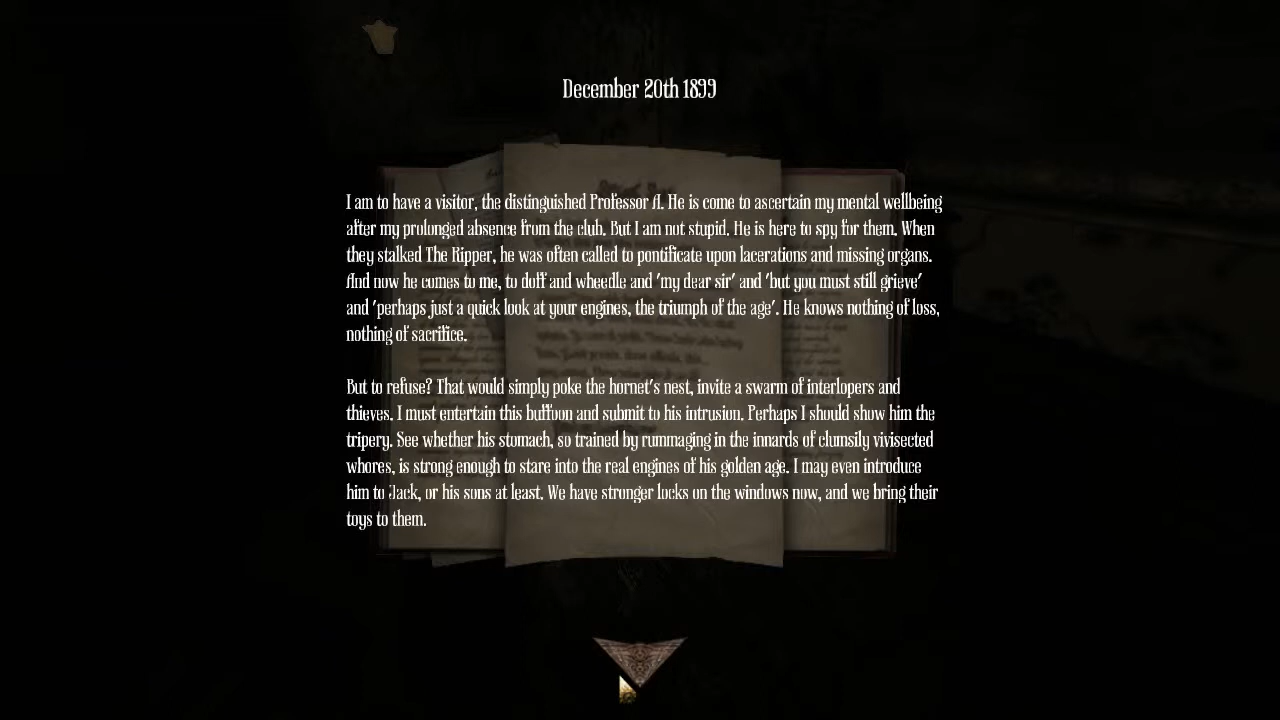 December 20th 1899
I am to have a visitor, the distinguished Professor A. He is come to ascertain my mental wellbeing
after my prolonged absence from the club. But I am not stupid. He is here to spy for them. When
they stalked The Ripper, he was often called to pontificate upon lacerations and missing organs.
And now he comes to me, to doff and wheedle and 'my dear sir' and 'but you must still grieve'
and 'perhaps just a quick look at your engines, the triumph of the age'. He knows nothing of loss,
nothing of sacrifice.
But to refuse? That would simply poke the hornet's nest, invite a swarm of interlopers and
thieves. I must entertain this buffoon and submit to his intrusion. Perhaps I should show him the
tripery. See whether his stomach, so trained by rummaging in the innards of clumsily vivisected
whores, is strong enough to stare into the real engines of his golden age. I may even introduce
him to Jack, or his sons at least. We have stronger locks on the windows now, and we bring their
toys to them.